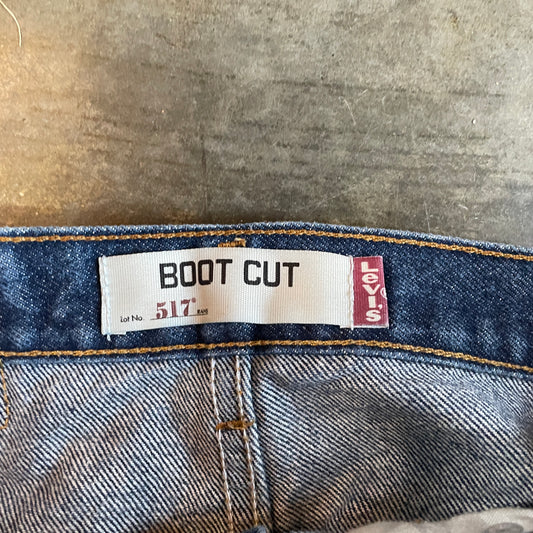 BOOT CUT
Lot No. 517® JEANS
Levi's